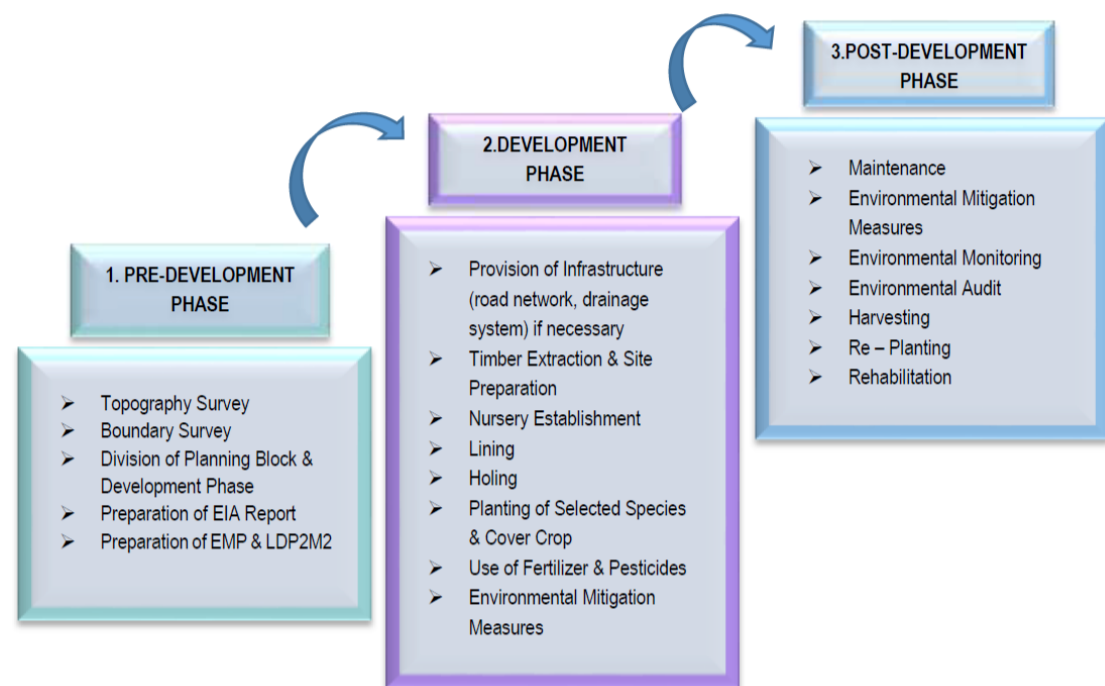 1. PRE-DEVELOPMENT
PHASE
➢ Topography Survey
➢ Boundary Survey
➢ Division of Planning Block &
Development Phase
➢ Preparation of EIA Report
➢ Preparation of EMP & LDP2M2
2.DEVELOPMENT
PHASE
➢ Provision of Infrastructure
(road network, drainage
system) if necessary
➢ Timber Extraction & Site
Preparation
➢ Nursery Establishment
➢ Lining
➢ Holing
➢ Planting of Selected Species
& Cover Crop
➢ Use of Fertilizer & Pesticides
➢ Environmental Mitigation
Measures
3.POST-DEVELOPMENT
PHASE
➢ Maintenance
➢ Environmental Mitigation
Measures
➢ Environmental Monitoring
➢ Environmental Audit
➢ Harvesting
➢ Re – Planting
➢ Rehabilitation